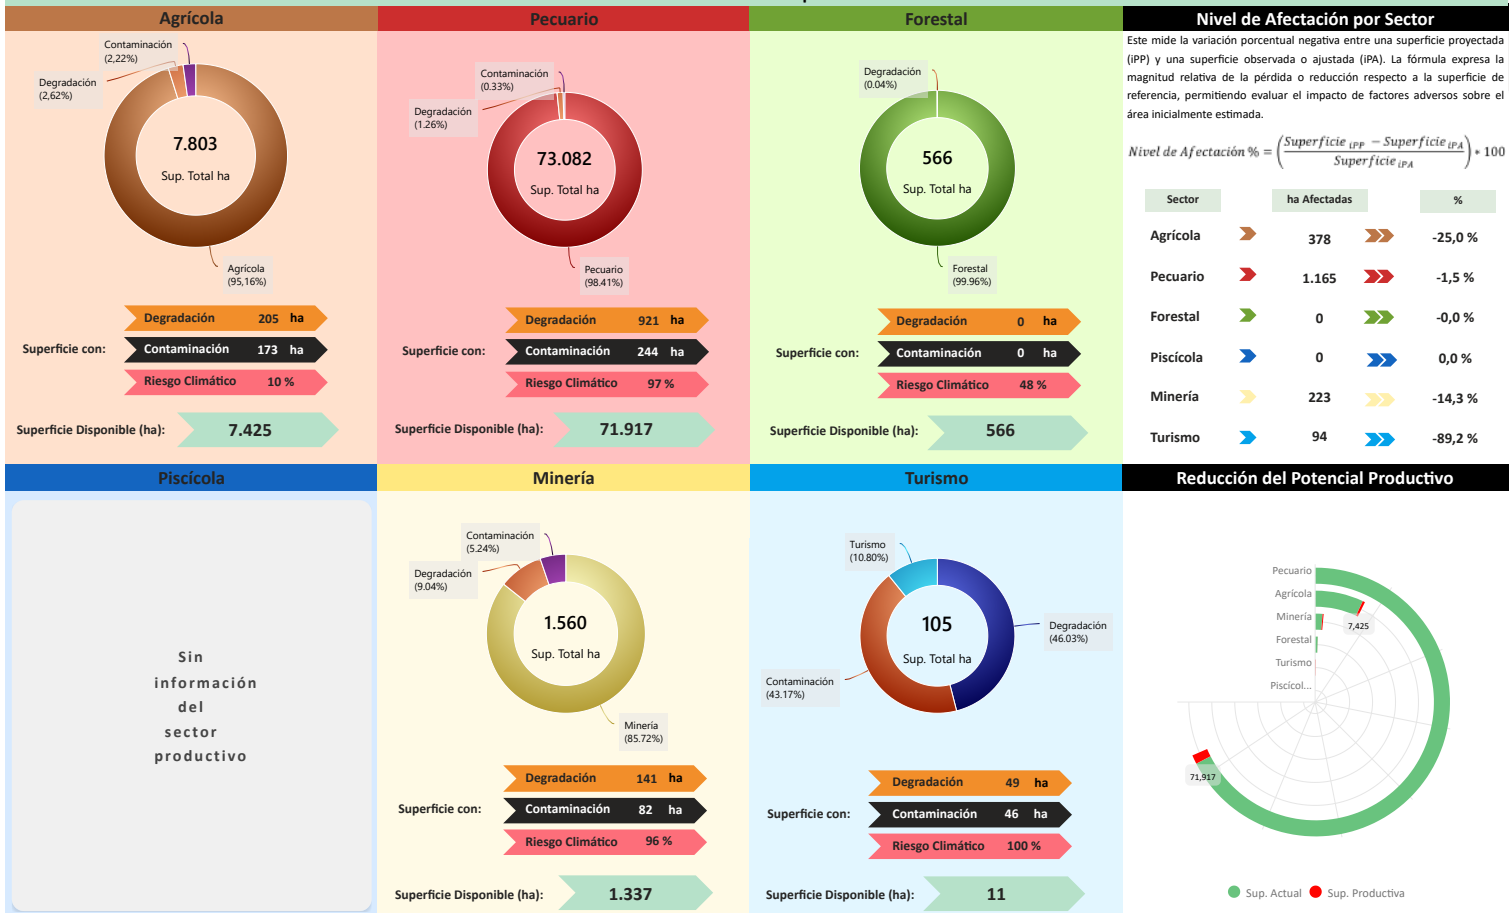 Agrícola
Contaminación
(2,22%)
Degradación
(2,62%)
7.803
Sup. Total ha
Agrícola
(95,16%)
Superficie con:
Degradación 205 ha
Contaminación 173 ha
Riesgo Climático 10 %
Superficie Disponible (ha): 7.425
Pecuario
Contaminación
(0.33%)
Degradación
(1.26%)
73.082
Sup. Total ha
Pecuario
(98.41%)
Superficie con:
Degradación 921 ha
Contaminación 244 ha
Riesgo Climático 97 %
Superficie Disponible (ha): 71.917
Forestal
Degradación
(0.04%)
566
Sup. Total ha
Forestal
(99.96%)
Superficie con:
Degradación 0 ha
Contaminación 0 ha
Riesgo Climático 48 %
Superficie Disponible (ha): 566
Nivel de Afectación por Sector
Este mide la variación porcentual negativa entre una superficie proyectada
(iPP) y una superficie observada o ajustada (iPA). La fórmula expresa la
magnitud relativa de la pérdida o reducción respecto a la superficie de
referencia, permitiendo evaluar el impacto de factores adversos sobre el
área inicialmente estimada.
Nivel de Afectación % = (Superficie iPP − Superficie iPA / Superficie iPA) * 100
Sector ha Afectadas %
Agrícola 378 -25,0 %
Pecuario 1.165 -1,5 %
Forestal 0 -0,0 %
Piscícola 0 0,0 %
Minería 223 -14,3 %
Turismo 94 -89,2 %
Piscícola
Sin
información
del
sector
productivo
Minería
Contaminación
(5.24%)
Degradación
(9.04%)
1.560
Sup. Total ha
Minería
(85.72%)
Superficie con:
Degradación 141 ha
Contaminación 82 ha
Riesgo Climático 96 %
Superficie Disponible (ha): 1.337
Turismo
Turismo
(10.80%)
Degradación
(46.03%)
105
Sup. Total ha
Contaminación
(43.17%)
Superficie con:
Degradación 49 ha
Contaminación 46 ha
Riesgo Climático 100 %
Superficie Disponible (ha): 11
Reducción del Potencial Productivo
Pecuario
Agrícola
Minería
Forestal
Turismo
Piscícol...
7,425
71,917
Sup. Actual Sup. Productiva